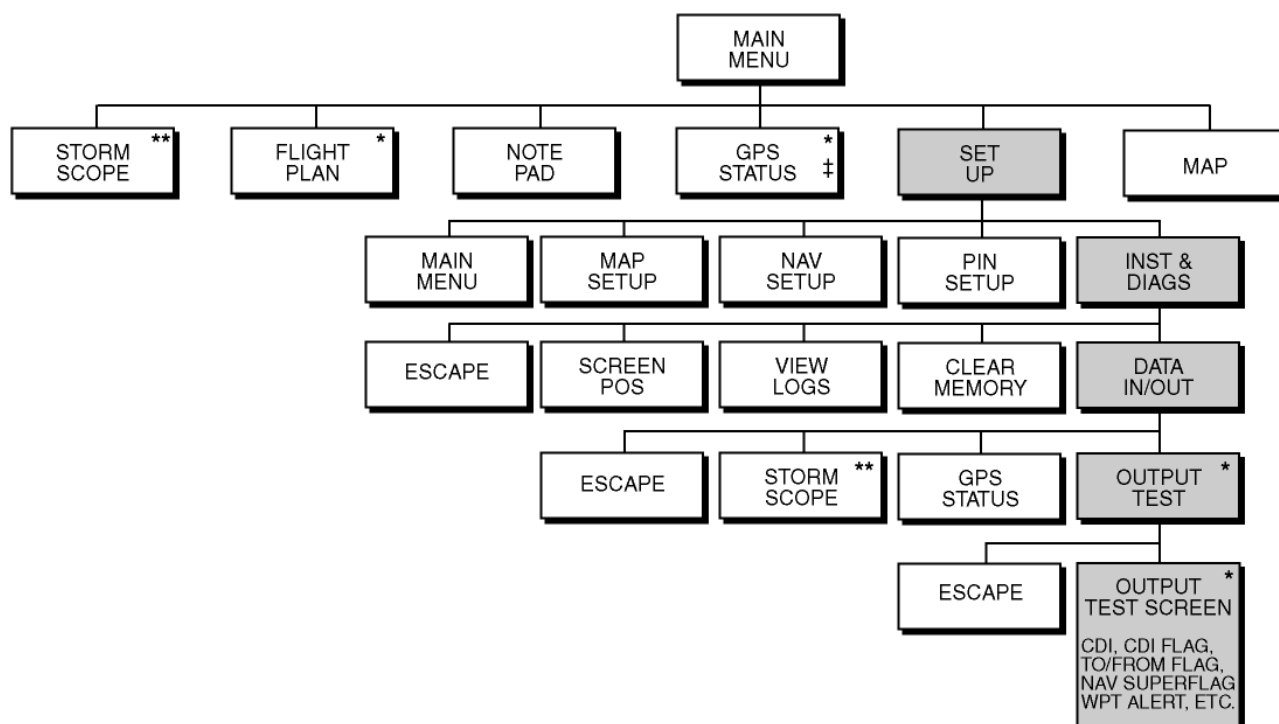 MAIN
MENU
STORM
SCOPE
**
FLIGHT
PLAN
*
NOTE
PAD
GPS
STATUS
*
‡
SET
UP
MAP
MAIN
MENU
MAP
SETUP
NAV
SETUP
PIN
SETUP
INST &
DIAGS
ESCAPE
SCREEN
POS
VIEW
LOGS
CLEAR
MEMORY
DATA
IN/OUT
ESCAPE
STORM
SCOPE
**
GPS
STATUS
OUTPUT
TEST
*
ESCAPE
OUTPUT
TEST SCREEN
*
CDI, CDI FLAG,
TO/FROM FLAG,
NAV SUPERFLAG
WPT ALERT, ETC.